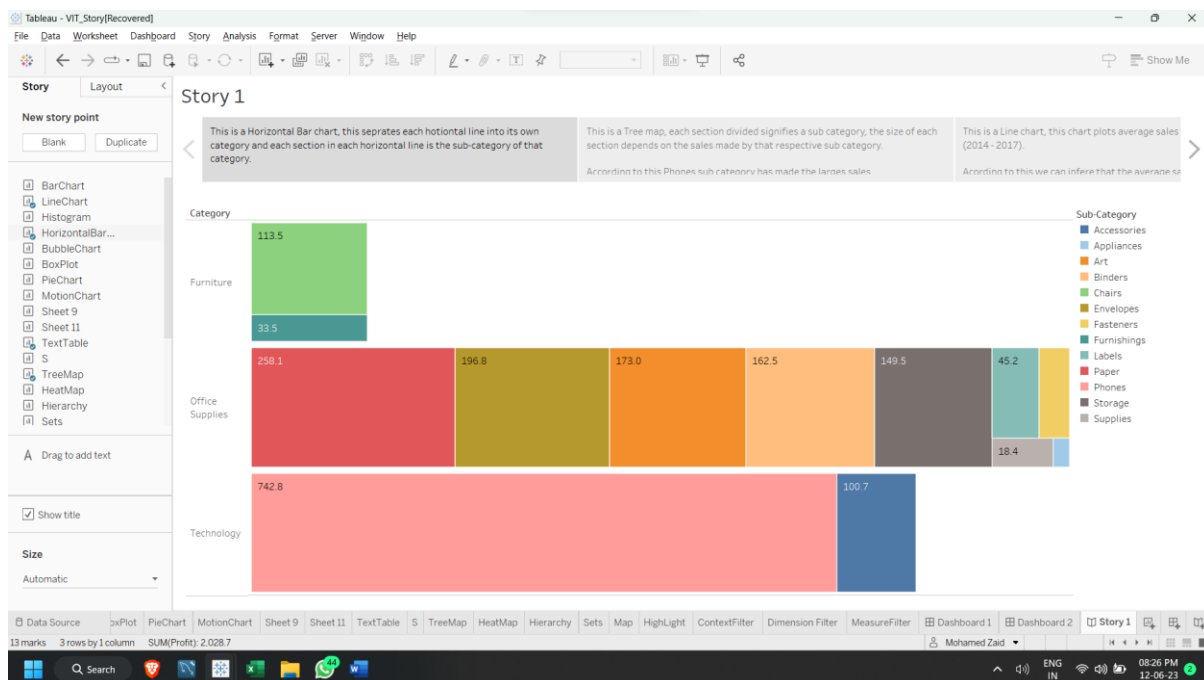 Tableau - VIT_Story[Recovered]
File Data Worksheet Dashboard Story Analysis Format Server Window Help
Show Me
Story Layout
New story point
Blank Duplicate
BarChart
LineChart
Histogram
HorizontalBar...
BubbleChart
BoxPlot
PieChart
MotionChart
Sheet 9
Sheet 11
TextTable
S
TreeMap
HeatMap
Hierarchy
Sets
A Drag to add text
Show title
Size
Automatic
Story 1
This is a Horizontal Bar chart, this seprates each hotiontal line into its own
category and each section in each horizontal line is the sub-category of that
category.
This is a Tree map, each section divided signifies a sub category, the size of each
section depends on the sales made by that respective sub category.
According to this Phones sub category has made the larges sales
This is a Line chart, this chart plots average sales
(2014 - 2017).
Acording to this we can infere that the average sa
Category
Furniture
113.5
33.5
Office
Supplies
258.1 196.8 173.0 162.5 149.5 45.2
18.4
Technology
742.8 100.7
Sub-Category
Accessories
Appliances
Art
Binders
Chairs
Envelopes
Fasteners
Furnishings
Labels
Paper
Phones
Storage
Supplies
Data Source oxPlot PieChart MotionChart Sheet 9 Sheet 11 TextTable S TreeMap HeatMap Hierarchy Sets Map HighLight ContextFilter Dimension Filter MeasureFilter Dashboard 1 Dashboard 2 Story 1
13 marks 3 rows by 1 column SUM(Profit): 2,028.7 Mohamed Zaid
Search 44 ENG 08:26 PM 2
IN 12-06-23